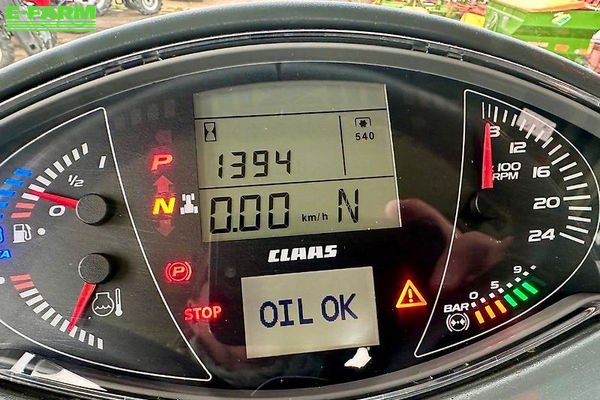 E-FARM
540
1394
0.00 km/h N
P
N
CLAAS
P
STOP
OIL OK
0 1/2 1
8 12 16 20 24
x100
RPM
BAR 0 5 9